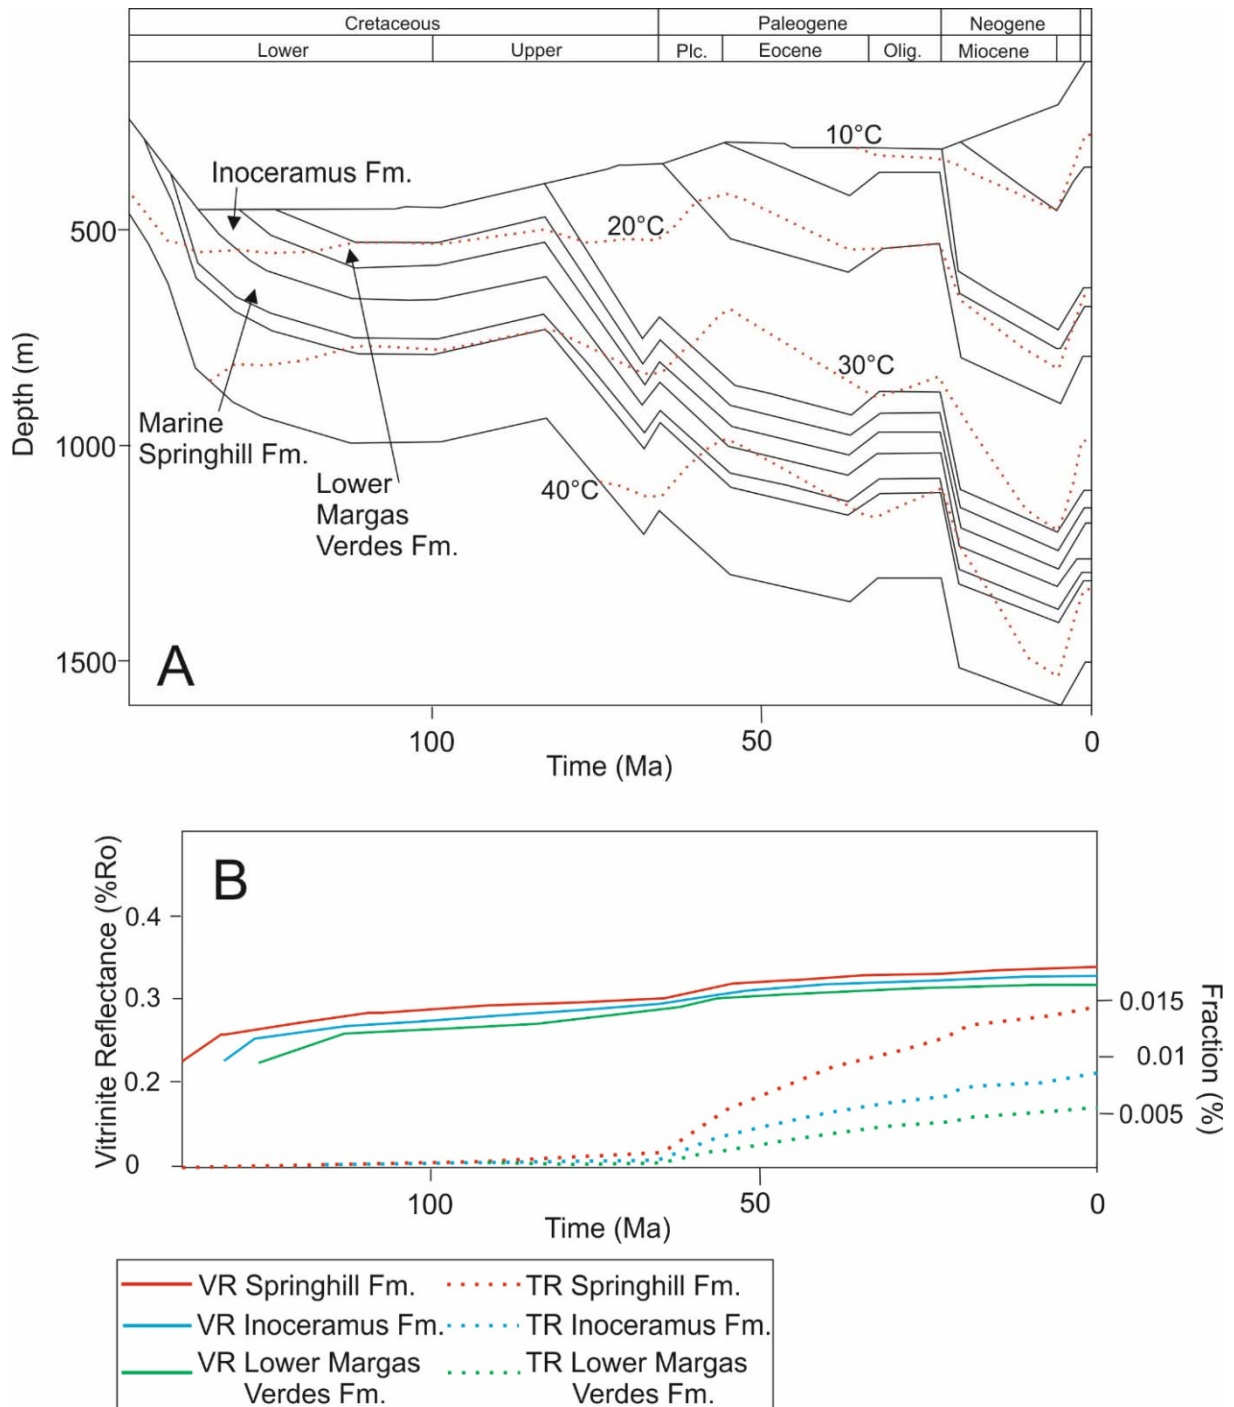 Cretaceous Paleogene Neogene
Lower Upper Plc. Eocene Olig. Miocene
10°C
Inoceramus Fm.
20°C
500
30°C
Depth (m)
Marine
Springhill Fm.
1000
Lower
Margas
Verdes Fm.
40°C
1500
A
100 50 0
Time (Ma)
B
Vitrinite Reflectance (%Ro)
0.4
0.3
0.2
0
0.015
0.01
0.005
Fraction (%)
100 50 0
Time (Ma)
VR Springhill Fm. TR Springhill Fm.
VR Inoceramus Fm. TR Inoceramus Fm.
VR Lower Margas TR Lower Margas
Verdes Fm. Verdes Fm.